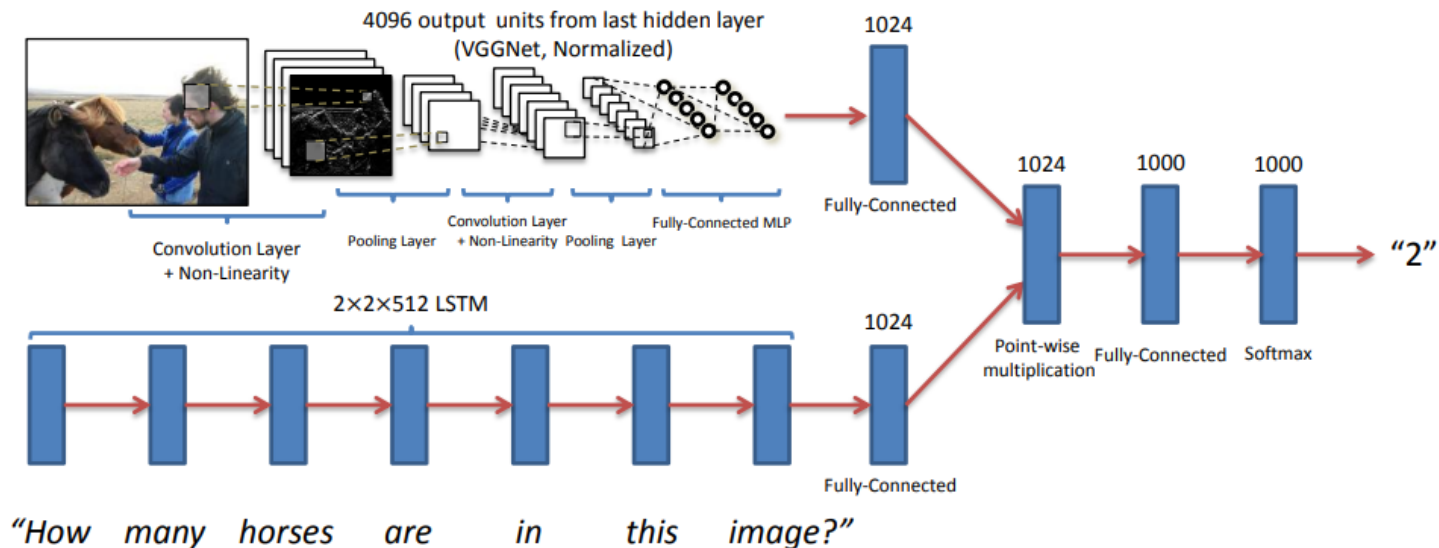 4096 output units from last hidden layer
(VGGNet, Normalized)
1024
Fully-Connected
Convolution Layer
+ Non-Linearity
Pooling Layer
Convolution Layer
+ Non-Linearity
Pooling Layer
Fully-Connected MLP
2×2×512 LSTM
1024
Fully-Connected
1024
Point-wise
multiplication
1000
Fully-Connected
1000
Softmax
“2”
“How many horses are in this image?”